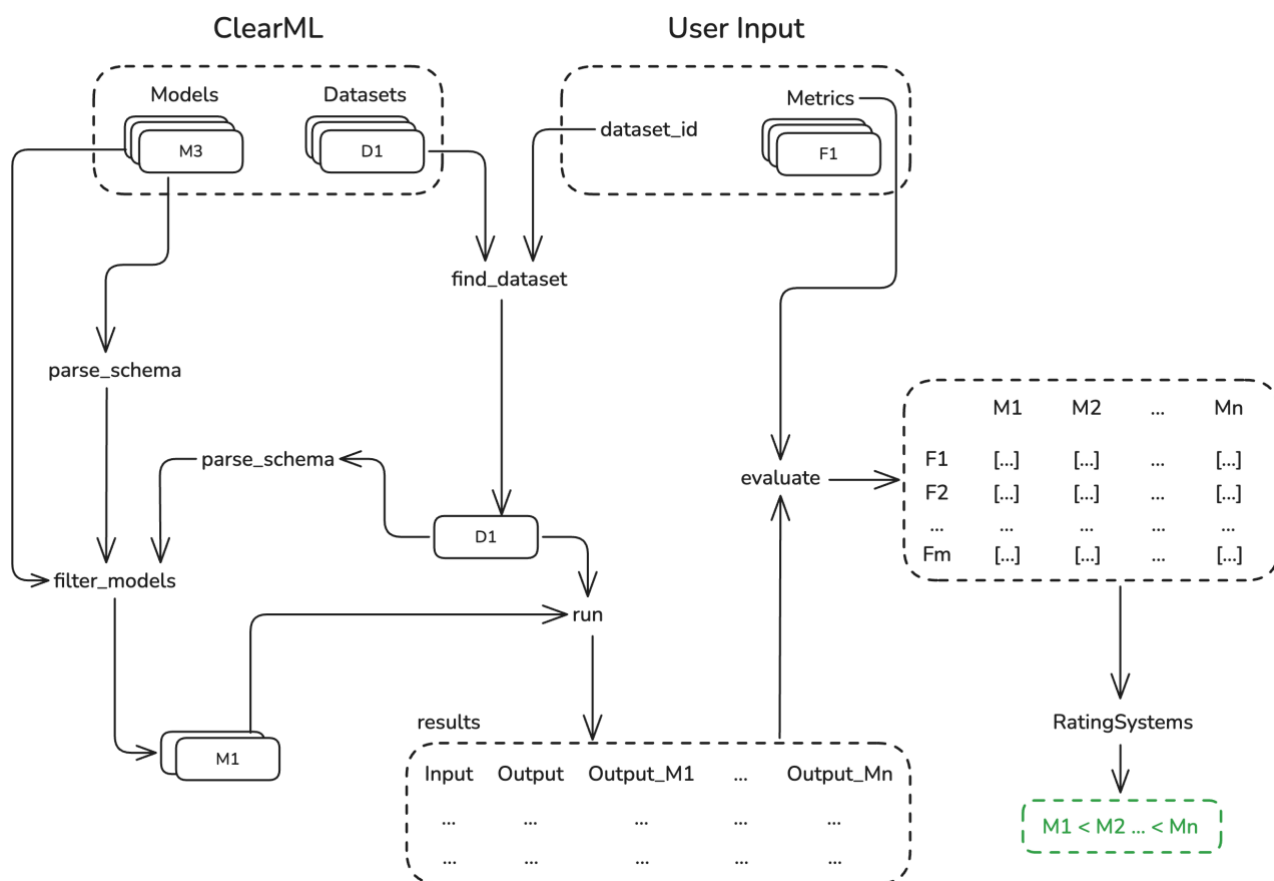 ClearML
User Input
Models
Datasets
Metrics
dataset_id
M3
D1
F1
find_dataset
parse_schema
M1 M2 ... Mn
parse_schema
evaluate
F1 [...] [...] ... [...]
F2 [...] [...] ... [...]
... ... ... ... ...
Fm [...] [...] ... [...]
D1
filter_models
run
results
RatingSystems
M1
Input Output Output_M1 ... Output_Mn
... ... ... ... ...
... ... ... ... ...
M1 < M2 ... < Mn